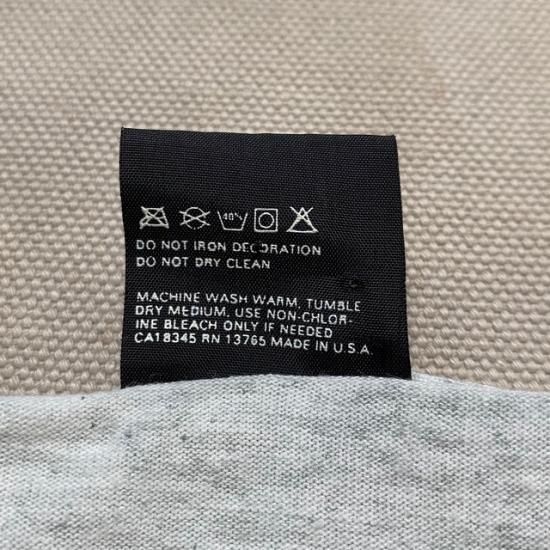 40°
DO NOT IRON DECORATION
DO NOT DRY CLEAN
MACHINE WASH WARM, TUMBLE
DRY MEDIUM, USE NON-CHLOR-
INE BLEACH ONLY IF NEEDED
CA18345 RN 13765 MADE IN U.S.A.